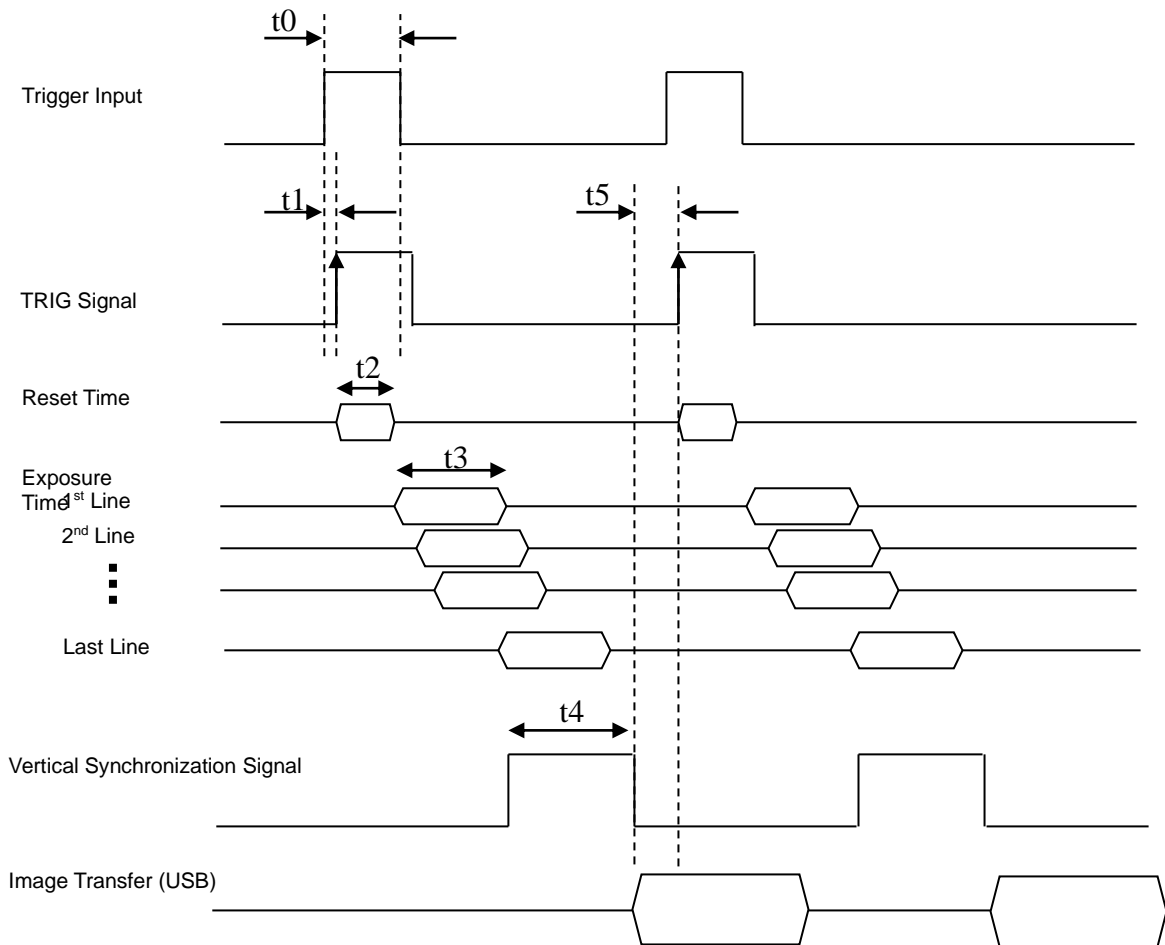 t0
Trigger Input
t1
t5
TRIG Signal
t2
Reset Time
t3
Exposure
Time
1st Line
2nd Line
Last Line
t4
Vertical Synchronization Signal
Image Transfer (USB)